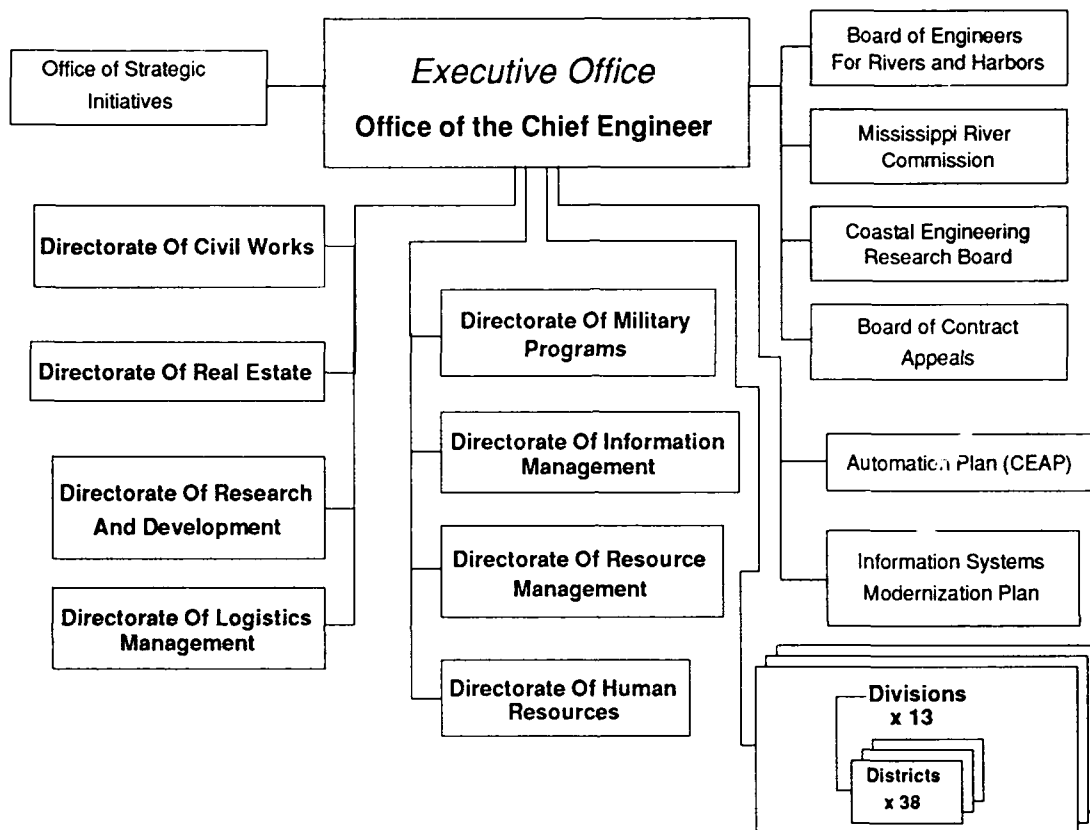 Office of Strategic
Initiatives
Executive Office
Office of the Chief Engineer
Board of Engineers
For Rivers and Harbors
Mississippi River
Commission
Coastal Engineering
Research Board
Board of Contract
Appeals
Directorate Of Civil Works
Directorate Of Real Estate
Directorate Of Research
And Development
Directorate Of Logistics
Management
Directorate Of Military
Programs
Directorate Of Information
Management
Directorate Of Resource
Management
Directorate Of Human
Resources
Automation Plan (CEAP)
Information Systems
Modernization Plan
Divisions
x 13
Districts
x 38